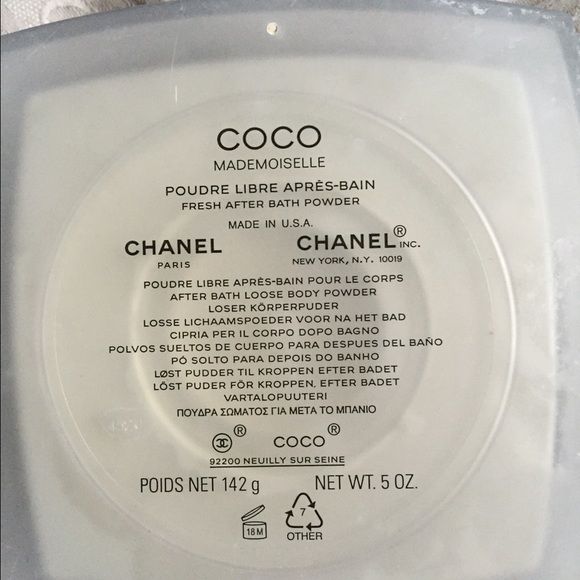 COCO
MADEMOISELLE
POUDRE LIBRE APRÈS-BAIN
FRESH AFTER BATH POWDER
MADE IN U.S.A.
CHANEL CHANEL® INC.
PARIS NEW YORK, N.Y. 10019
POUDRE LIBRE APRÈS-BAIN POUR LE CORPS
AFTER BATH LOOSE BODY POWDER
LOSER KÖRPERPUDER
LOSSE LICHAAMSPOEDER VOOR NA HET BAD
CIPRIA PER IL CORPO DOPO BAGNO
POLVOS SUELTOS DE CUERPO PARA DESPUES DEL BAÑO
PÓ SOLTO PARA DEPOIS DO BANHO
LØST PUDDER TIL KROPPEN EFTER BADET
LÖST PUDER FÖR KROPPEN, EFTER BADET
VARTALOPUUTERI
ΠΟΥΔΡΑ ΣΩΜΑΤΟΣ ΓΙΑ ΜΕΤΑ ΤΟ ΜΠΑΝΙΟ
® COCO®
92200 NEUILLY SUR SEINE
POIDS NET 142 g NET WT. 5 OZ.
18M 7
OTHER